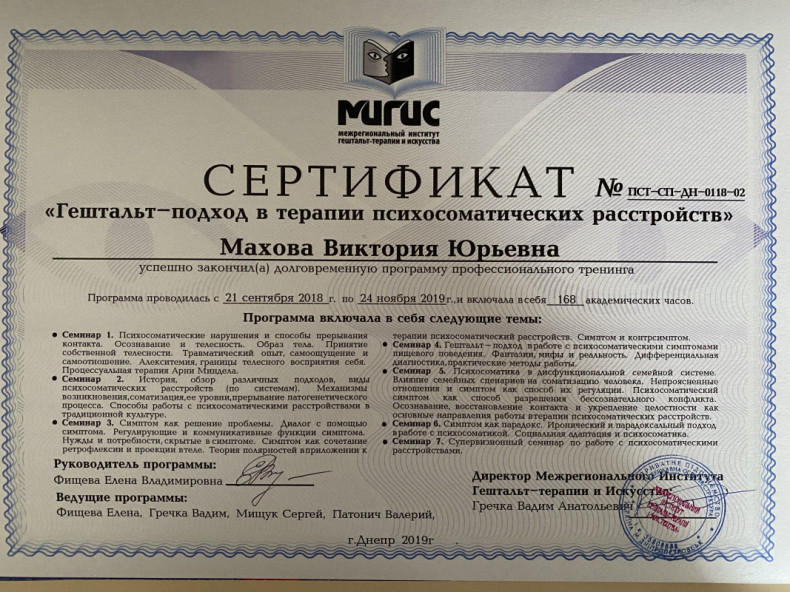 МИГИС
межрегиональный институт
гештальт-терапии и искусства
СЕРТИФИКАТ № ПСТ-СП-ДН-0118-02
«Гештальт-подход в терапии психосоматических расстройств»
Махова Виктория Юрьевна
успешно закончил(а) долговременную программу профессионального тренинга
Программа проводилась с 21 сентября 2018 г. по 24 ноября 2019г.,и включала в себя 168 академических часов.
Программа включала в себя следующие темы:
• Семинар 1. Психосоматические нарушения и способы прерывания
контакта. Осознавание и телесность. Образ тела. Принятие
собственной телесности. Травматический опыт, самоощущение и
самоотношение. Алекситемия, границы телесного восприятия себя.
Процессуальная терапия Арни Миндела.
• Семинар 2. История, обзор различных подходов, виды
психосоматических расстройств (по системам). Механизмы
возникновения,соматизация,ее уровни,прерывание патогенетического
процесса. Способы работы с психосоматическими расстройствами в
традиционной культуре.
• Семинар 3. Симптом как решение проблемы. Диалог с помощью
симптома. Регулирующие и коммуникативные функции симптома.
Нужды и потребности,скрытые в симптоме. Симптом как сочетание
ретрофлексии и проекции втеле. Теория полярностей вприложении к
терапии психосоматический расстройств. Симптом и контрсимптом.
• Семинар 4. Гештальт-подход вработе с психосоматическими симптомами
пищевого поведения. Фантазии,мифы и реальность. Дифференциальная
диагностика,практические методы работы.
• Семинар 5. Психосоматика в дисфункциональной семейной системе.
Влияние семейных сценариев на соматизацию человека. Непроясненные
отношения и симптом как способ их регуляции. Психосоматический
симптом как способ разрешения бессознательного конфликта.
Осознавание, восстановление контакта и укрепление целостности как
основные направления работы втерапии психосоматических расстройств.
• Семинар 6. Симптом как парадокс. Иронический и парадоксальный подход
вработе с психосоматикой. Социальная адаптация и психосоматика.
• Семинар 7. Супервизионный семинар по работе с психосоматическими
расстройствами.
Руководитель программы:
Фищева Елена Владимировна
Ведущие программы:
Фищева Елена, Гречка Вадим, Мищук Сергей, Патонич Валерий,
Директор Межрегионального Института
Гештальт-терапии и Искусства
Гречка Вадим Анатольевич
г.Днепр 2019г